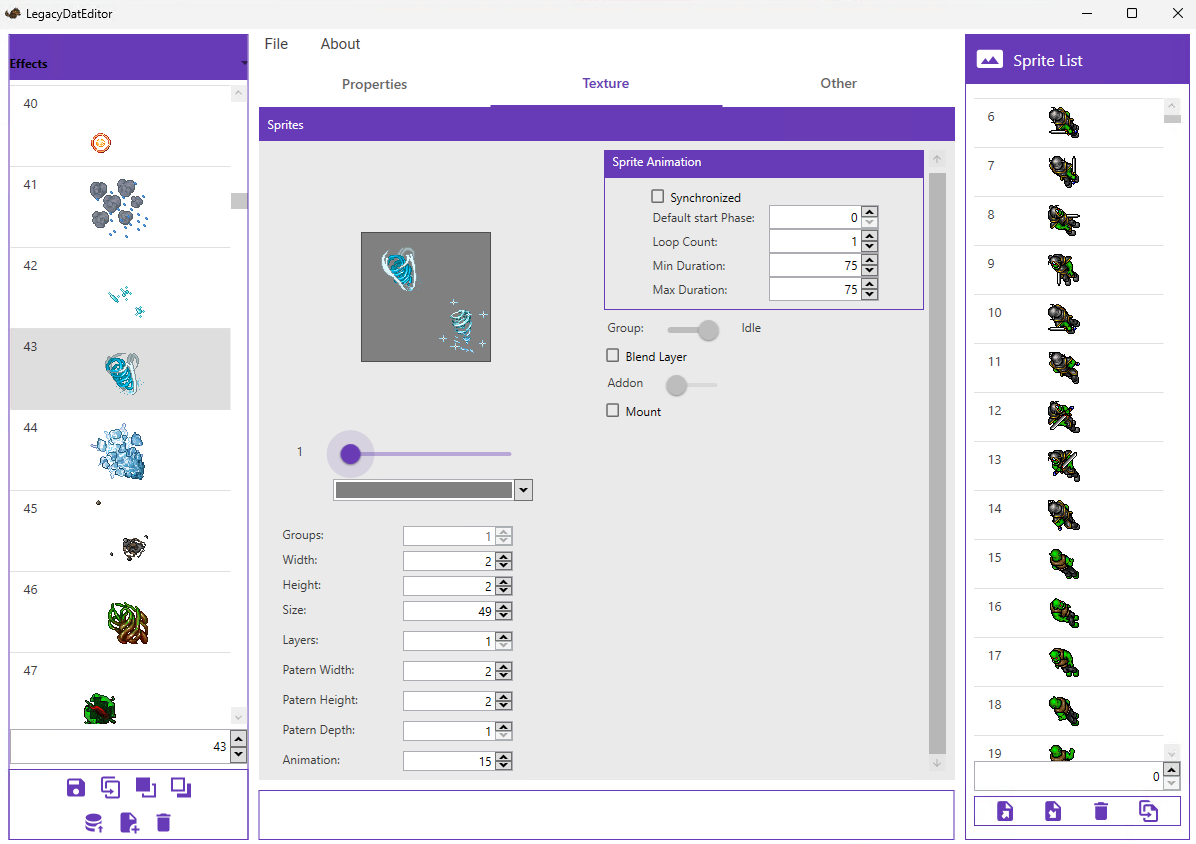 LegacyDatEditor
Effects
40
41
42
43
44
45
46
47
43
File About
Properties Texture Other
Sprites
1
Groups: 1
Width: 2
Height: 2
Size: 49
Layers: 1
Patern Width: 2
Patern Height: 2
Patern Depth: 1
Animation: 15
Sprite Animation
Synchronized
Default start Phase: 0
Loop Count: 1
Min Duration: 75
Max Duration: 75
Group: Idle
Blend Layer
Addon
Mount
Sprite List
6
7
8
9
10
11
12
13
14
15
16
17
18
19
0